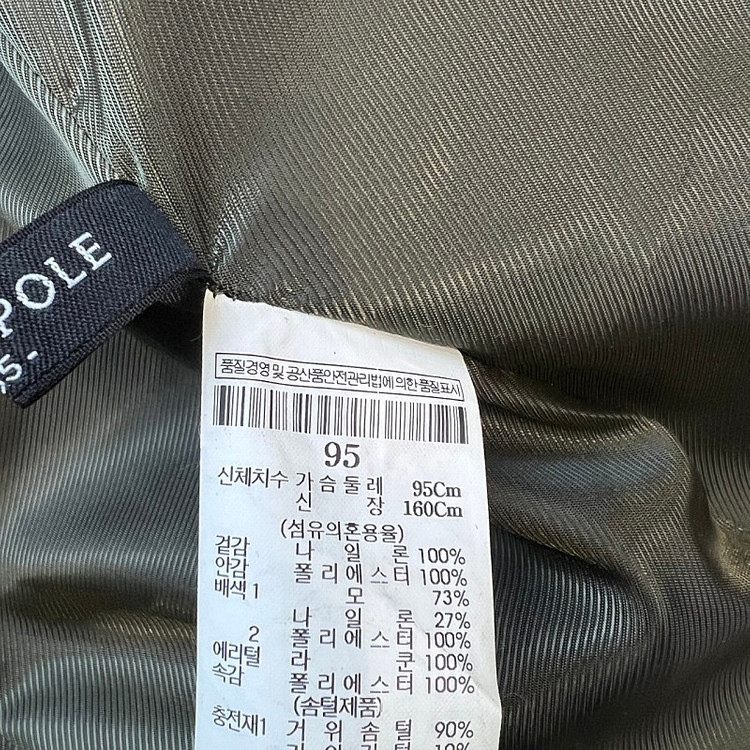 POLE
5-
품질경영 및 공산품안전관리법에 의한 품질표시
95
신체치수 가 슴 둘 레 95Cm
신 장 160Cm
(섬유의혼용율)
겉감 나 일 론 100%
안감 폴 리 에 스 터 100%
배색 1 모 73%
나 일 론 27%
2 폴 리 에 스 터 100%
에리털 라 쿤 100%
속감 폴 리 에 스 터 100%
(솜털제품)
충전재1 거 위 솜 털 90%
10%